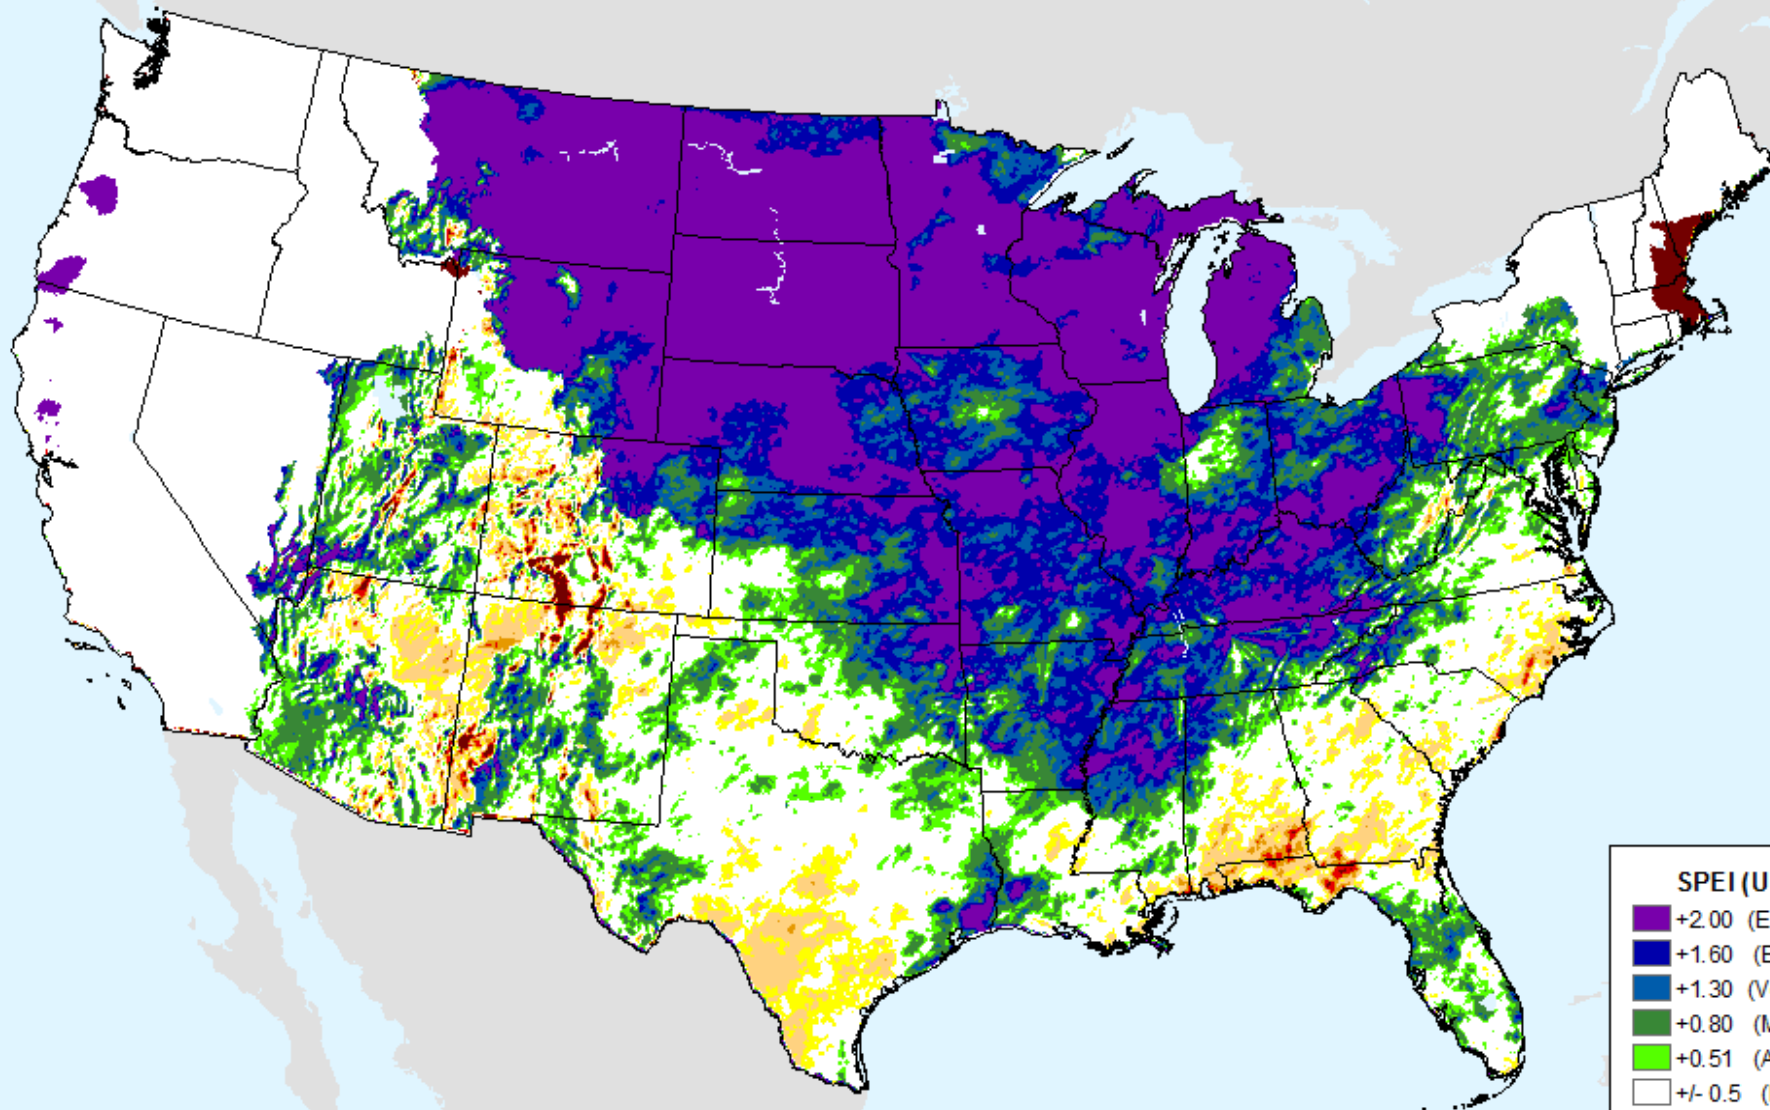 SPEI (U
+2.00 (E
+1.60 (E
+1.30 (V
+0.80 (M
+0.51 (A
+/- 0.5 (